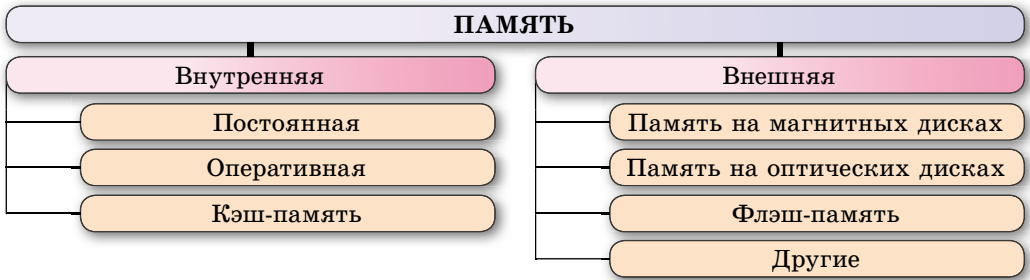 ПАМЯТЬ
Внутренняя
Постоянная
Оперативная
Кэш-память
Внешняя
Память на магнитных дисках
Память на оптических дисках
Флэш-память
Другие